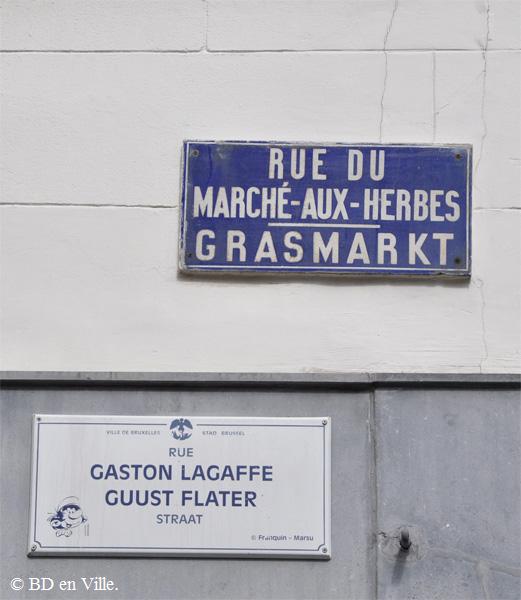 RUE DU
MARCHÉ-AUX-HERBES
GRASMARKT
VILLE DE BRUXELLES STAD BRUSSEL
RUE
GASTON LAGAFFE
GUUST FLATER
STRAAT
© Franquin - Marsu
© BD en Ville.